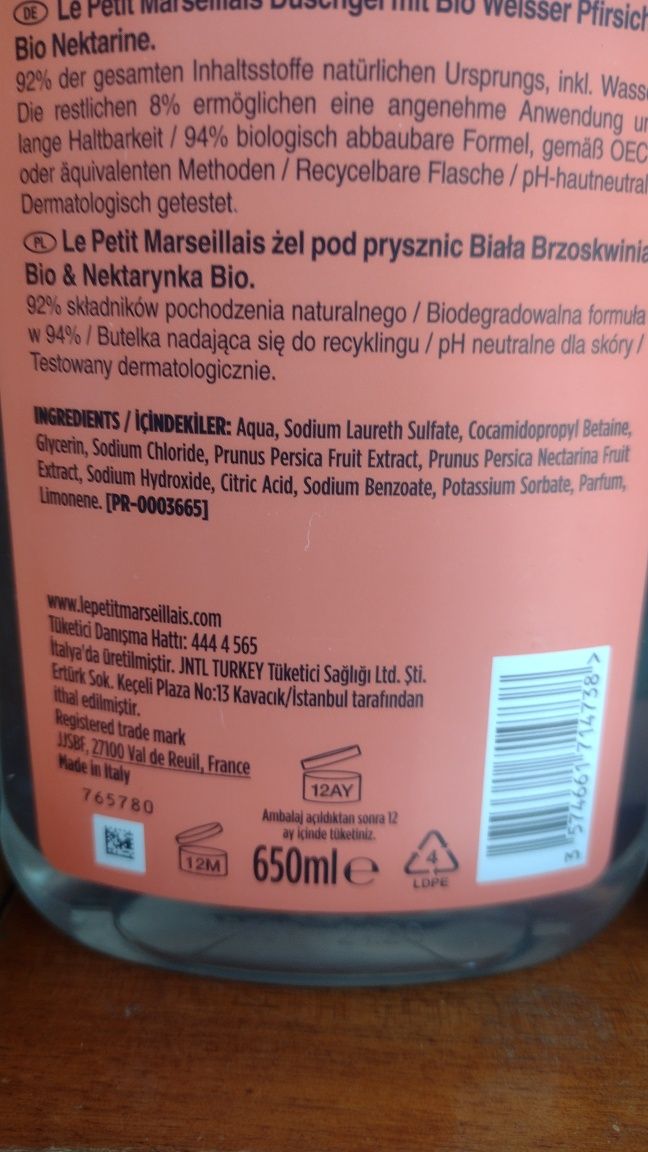 DE Le Petit Marseillais Duschgel mit Bio Weisser Pfirsich
Bio Nektarine.
92% der gesamten Inhaltsstoffe natürlichen Ursprungs, inkl.
Die restlichen 8% ermöglichen eine angenehme Anwendung
lange Haltbarkeit / 94% biologisch abbaubare Formel, gemäß
oder äquivalenten Methoden / Recycelbare Flasche / pH-hautneutral
Dermatologisch getestet.
PL Le Petit Marseillais żel pod prysznic Biała Brzoskwinia
Bio & Nektarynka Bio.
92% składników pochodzenia naturalnego / Biodegradowalna formuła
w 94% / Butelka nadająca się do recyklingu / pH neutralne dla skóry /
Testowany dermatologicznie.
INGREDIENTS / İÇİNDEKİLER: Aqua, Sodium Laureth Sulfate, Cocamidopropyl Betaine,
Glycerin, Sodium Chloride, Prunus Persica Fruit Extract, Prunus Persica Nectarina Fruit
Extract, Sodium Hydroxide, Citric Acid, Sodium Benzoate, Potassium Sorbate, Parfum,
Limonene. [PR-0003665]
www.lepetitmarseillais.com
Tüketici Danışma Hattı: 444 4 565
İtalya'da üretilmiştir. JNTL TURKEY Tüketici Sağlığı Ltd. Şti.
Ertürk Sok. Keçeli Plaza No:13 Kavacık/İstanbul tarafından
ithal edilmiştir.
Registered trade mark
JJSBF, 27100 Val de Reuil, France
Made in Italy
765780
12AY
Ambalaj açıldıktan sonra 12
ay içinde tüketiniz.
12M
650ml e
4
LDPE
3 574661 714738 >